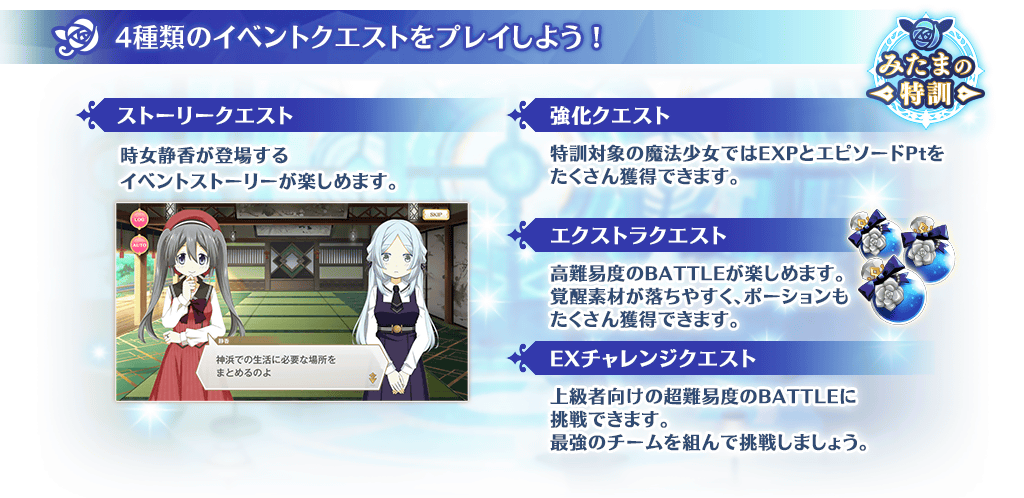 4種類のイベントクエストをプレイしよう！
みたまの
特訓
ストーリークエスト
時女静香が登場する
イベントストーリーが楽しめます。
LOG
AUTO
SKIP
静香
神浜での生活に必要な場所を
まとめるのよ
強化クエスト
特訓対象の魔法少女ではEXPとエピソードPtを
たくさん獲得できます。
エクストラクエスト
高難易度のBATTLEが楽しめます。
覚醒素材が落ちやすく、ポーションも
たくさん獲得できます。
EXチャレンジクエスト
上級者向けの超難易度のBATTLEに
挑戦できます。
最強のチームを組んで挑戦しましょう。